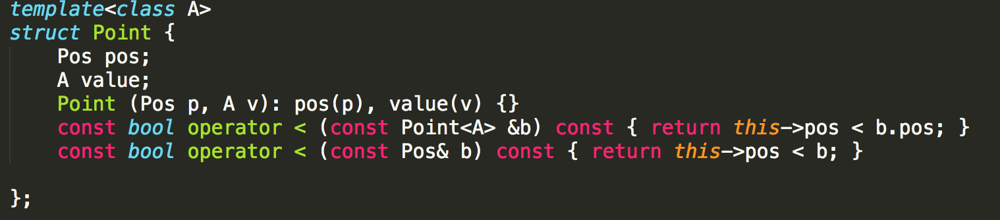 template<class A>
struct Point {
    Pos pos;
    A value;
    Point (Pos p, A v): pos(p), value(v) {}
    const bool operator < (const Point<A> &b) const { return this->pos < b.pos; }
    const bool operator < (const Pos& b) const { return this->pos < b; }
};